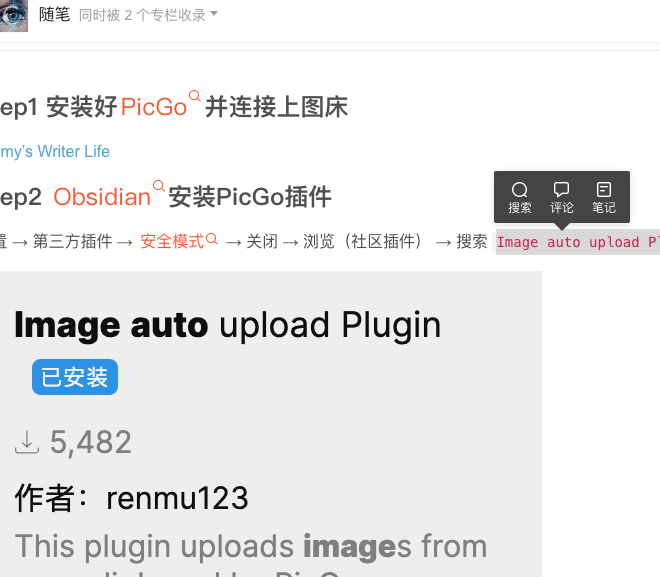 随笔 同时被 2 个专栏收录
ep1 安装好PicGo并连接上图床
my's Writer Life
ep2 Obsidian安装PicGo插件
搜索 评论 笔记
置 → 第三方插件 → 安全模式 → 关闭 → 浏览（社区插件） → 搜索 Image auto upload Pl
Image auto upload Plugin
已安装
5,482
作者：renmu123
This plugin uploads images from